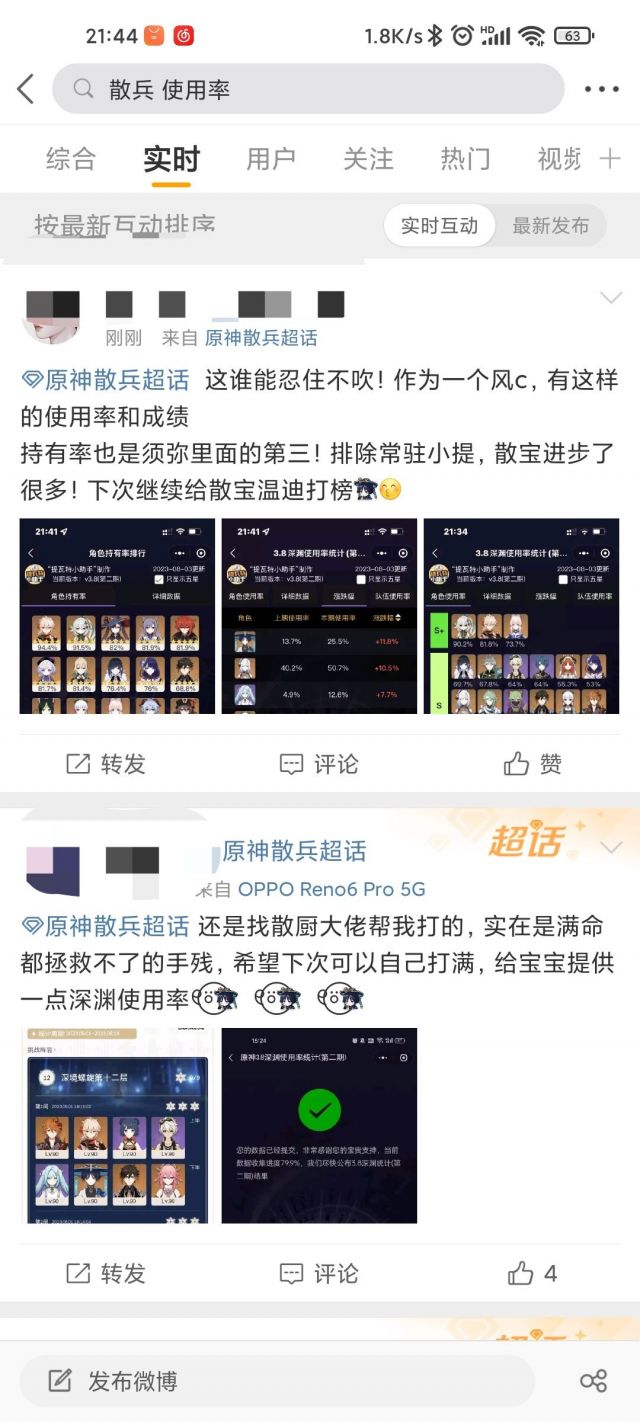 21:44
1.8K/s HD 63
散兵 使用率
综合 实时 用户 关注 热门 视频
按最新互动排序
实时互动 最新发布
刚刚 来自 原神散兵超话
原神散兵超话 这谁能忍住不吹！作为一个风c，有这样
的使用率和成绩
持有率也是须弥里面的第三！排除常驻小提，散宝进步了
很多！下次继续给散宝温迪打榜
21:41
角色持有率排行
“提瓦特小助手”制作 2023-08-03更新
当前版本：v3.8(第二期) 只显示五星
角色持有率 详细数据
94.4% 91.5% 82% 81.9% 81.9%
81.7% 81.4% 76.4% 76% 68.8%
21:41
3.8深渊使用率统计(第...
“提瓦特小助手”制作 2023-08-03更新
当前版本：v3.8(第二期) 只显示五星
角色使用率 详细数据 涨跌幅 队伍使用率
角色 上期使用率 本期使用率 涨跌幅
13.7% 25.5% +11.8%
40.2% 50.7% +10.5%
4.9% 12.6% +7.7%
21:34
3.8深渊使用率统计(第...
“提瓦特小助手”制作 2023-08-03更新
当前版本：v3.8(第二期) 只显示五星
角色使用率 详细数据 涨跌幅 队伍使用率
S+
90.2% 81.8% 73.7%
69.7% 67.8% 64% 64% 55.3% 53%
S
转发 评论 赞
原神散兵超话
超话
来自 OPPO Reno6 Pro 5G
原神散兵超话 还是找散厨大佬帮我打的，实在是满命
都拯救不了的手残，希望下次可以自己打满，给宝宝提供
一点深渊使用率
挑战阵容
12 深境螺旋第十二层
上半
Lv.90 Lv.90 Lv.90 Lv.90
下半
Lv.90 Lv.90 Lv.90 Lv.90
15:24
原神3.8深渊使用率统计(第二期)
您的数据已经提交，非常感谢您的宝贵支持，当前
数据收集进度79.9%，我们尽快公布3.8深渊统计(第
二期)结果
转发 评论 4
超话
发布微博